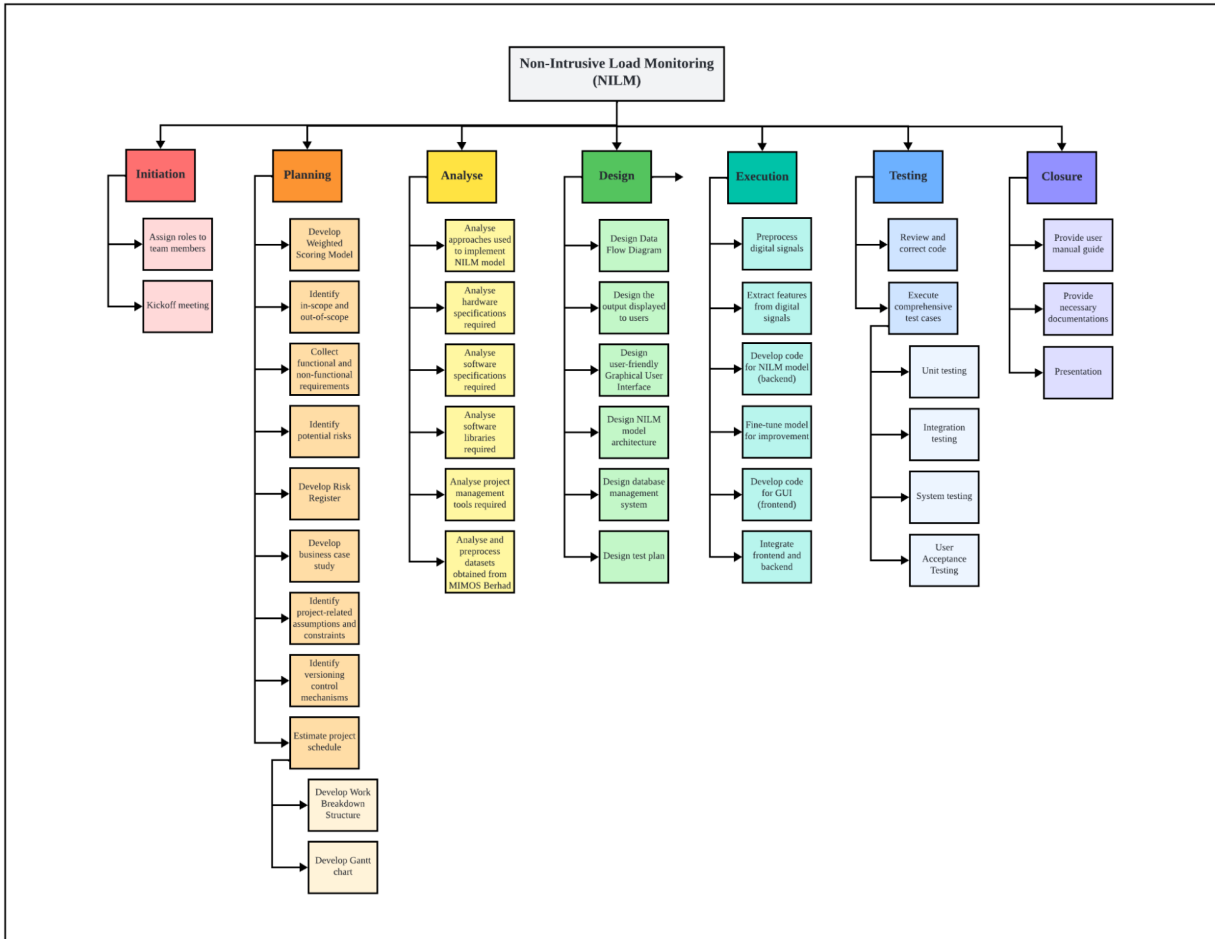 Non-Intrusive Load Monitoring
(NILM)
Initiation
Assign roles to
team members
Kickoff meeting
Planning
Develop
Weighted
Scoring Model
Identify
in-scope and
out-of-scope
Collect
functional and
non-functional
requirements
Identify
potential risks
Develop Risk
Register
Develop
business case
study
Identify
project-related
assumptions and
constraints
Identify
versioning
control
mechanisms
Estimate project
schedule
Develop Work
Breakdown
Structure
Develop Gantt
chart
Analyse
Analyse
approaches used
to implement
NILM model
Analyse
hardware
specifications
required
Analyse
software
specifications
required
Analyse
software
libraries
required
Analyse project
management
tools required
Analyse and
preprocess
datasets
obtained from
MIMOS Berhad
Design
Design Data
Flow Diagram
Design the
output displayed
to users
Design
user-friendly
Graphical User
Interface
Design NILM
model
architecture
Design database
management
system
Design test plan
Execution
Preprocess
digital signals
Extract features
from digital
signals
Develop code
for NILM model
(backend)
Fine-tune model
for improvement
Develop code
for GUI
(frontend)
Integrate
frontend and
backend
Testing
Review and
correct code
Execute
comprehensive
test cases
Unit testing
Integration
testing
System testing
User
Acceptance
Testing
Closure
Provide user
manual guide
Provide
necessary
documentations
Presentation